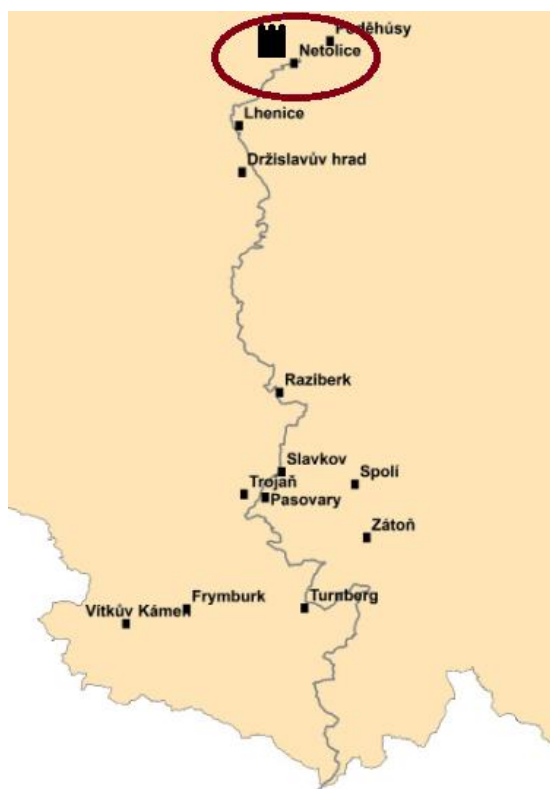 Poděhúsy
Netolice
Lhenice
Držislavův hrad
Raziberk
Slavkov
Trojaň
Spolí
Pasovary
Zátoň
Frymburk
Vítkův Kámen
Turnberg